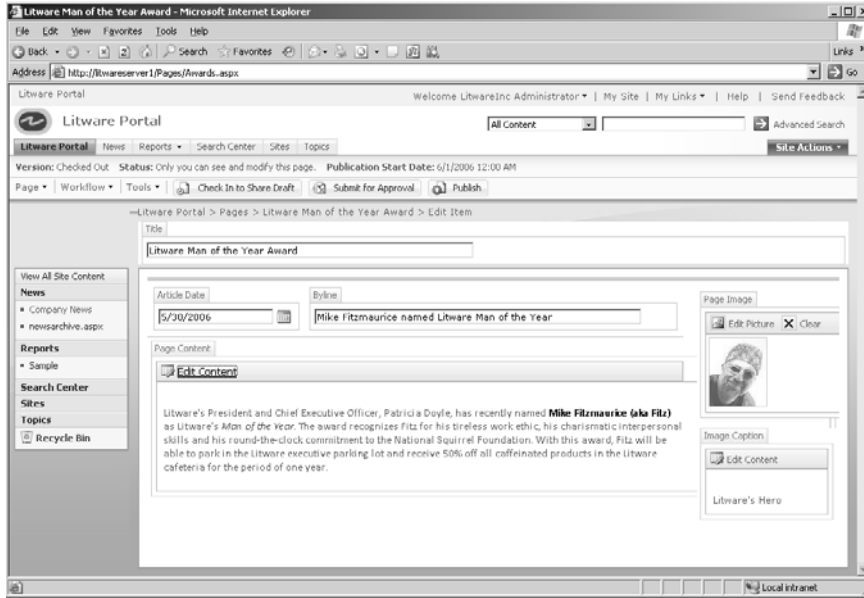 Litware Man of the Year Award - Microsoft Internet Explorer
File Edit View Favorites Tools Help
Back Search Favorites
Links »
Address http://litwareserver1/Pages/Awards.aspx Go
Litware Portal
Welcome LitwareInc Administrator | My Site | My Links | Help | Send Feedback
Litware Portal
All Content
Advanced Search
Litware Portal News Reports Search Center Sites Topics
Site Actions
Version: Checked Out Status: Only you can see and modify this page. Publication Start Date: 6/1/2006 12:00 AM
Page Workflow Tools Check In to Share Draft Submit for Approval Publish
Litware Portal > Pages > Litware Man of the Year Award > Edit Item
Title
Litware Man of the Year Award
View All Site Content
News
Company News
newsarchive.aspx
Reports
Sample
Search Center
Sites
Topics
Recycle Bin
Article Date
5/30/2006
Byline
Mike Fitzmaurice named Litware Man of the Year
Page Content
Edit Content
Litware's President and Chief Executive Officer, Patricia Doyle, has recently named Mike Fitzmaurice (aka Fitz)
as Litware's Man of the Year. The award recognizes Fitz for his tireless work ethic, his charismatic interpersonal
skills and his round-the-clock commitment to the National Squirrel Foundation. With this award, Fitz will be
able to park in the Litware executive parking lot and receive 50% off all caffeinated products in the Litware
cafeteria for the period of one year.
Page Image
Edit Picture Clear
Image Caption
Edit Content
Litware's Hero
Local intranet